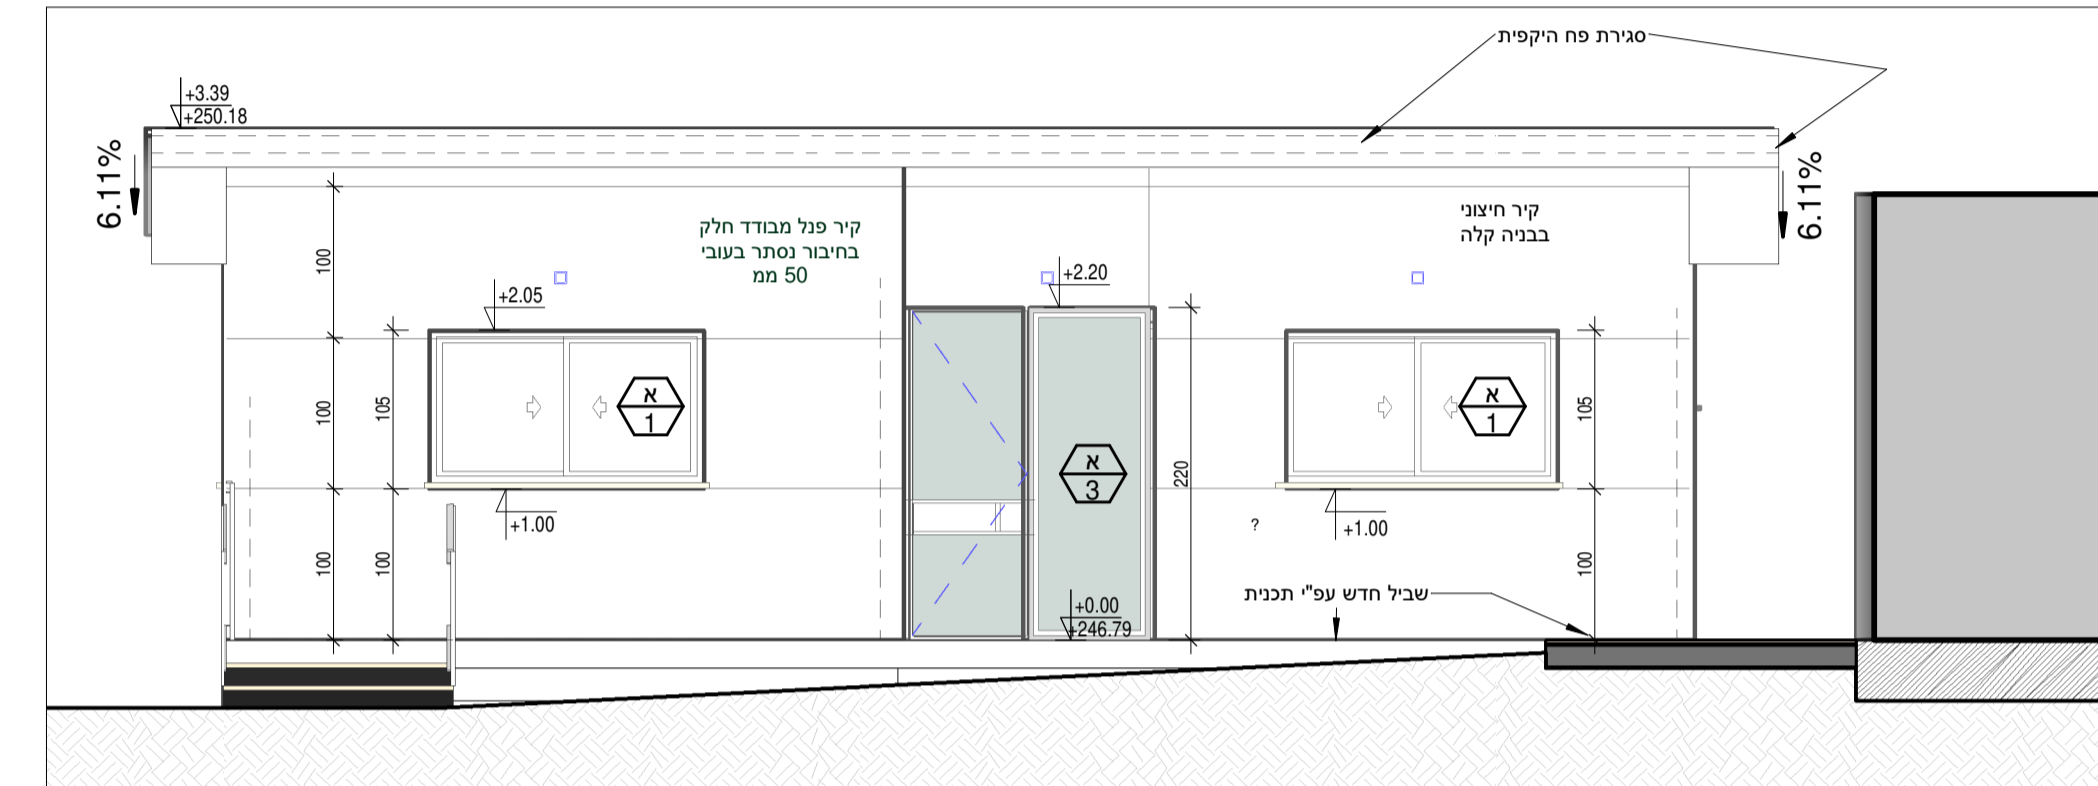 סגירת פח היקפית
+3.39
+250.18
6.11%
6.11%
קיר פנל מבודד חלק
בחיבור נסתר בעובי
50 ממ
קיר חיצוני
בבניה קלה
100
+2.05
+2.20
100
105
א
1
א
3
220
א
1
105
+1.00
?
+1.00
100
100
100
שביל חדש עפ"י תכנית
+0.00
+246.79